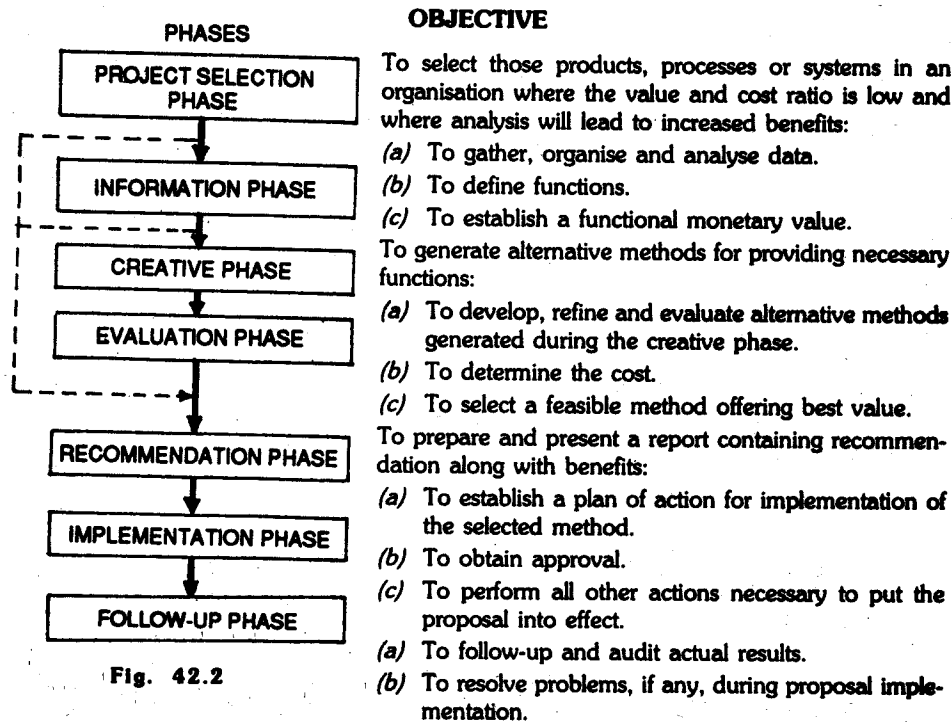 PHASES
PROJECT SELECTION
PHASE
INFORMATION PHASE
CREATIVE PHASE
EVALUATION PHASE
RECOMMENDATION PHASE
IMPLEMENTATION PHASE
FOLLOW-UP PHASE
Fig. 42.2
OBJECTIVE
To select those products, processes or systems in an
organisation where the value and cost ratio is low and
where analysis will lead to increased benefits:
(a) To gather, organise and analyse data.
(b) To define functions.
(c) To establish a functional monetary value.
To generate alternative methods for providing necessary
functions:
(a) To develop, refine and evaluate alternative methods
generated during the creative phase.
(b) To determine the cost.
(c) To select a feasible method offering best value.
To prepare and present a report containing recommen-
dation along with benefits:
(a) To establish a plan of action for implementation of
the selected method.
(b) To obtain approval.
(c) To perform all other actions necessary to put the
proposal into effect.
(a) To follow-up and audit actual results.
(b) To resolve problems, if any, during proposal imple-
mentation.